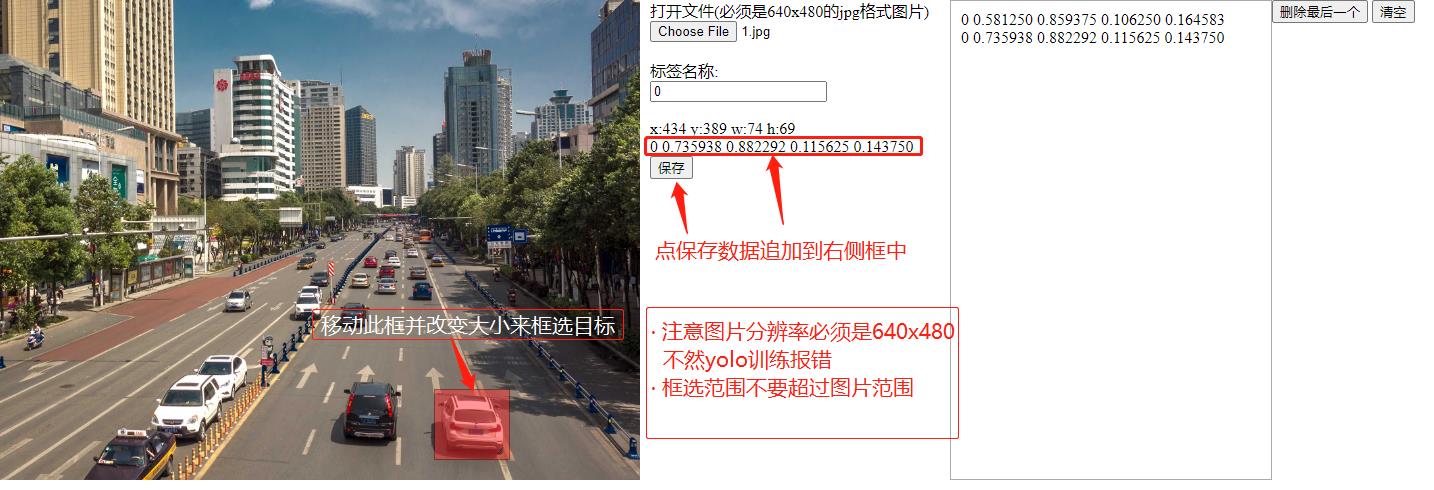 移动此框并改变大小来框选目标
打开文件(必须是640x480的jpg格式图片)
Choose File 1.jpg
标签名称:
0
x:434 y:389 w:74 h:69
0 0.735938 0.882292 0.115625 0.143750
保存
点保存数据追加到右侧框中
· 注意图片分辨率必须是640x480
不然yolo训练报错
· 框选范围不要超过图片范围
0 0.581250 0.859375 0.106250 0.164583
0 0.735938 0.882292 0.115625 0.143750
删除最后一个 清空